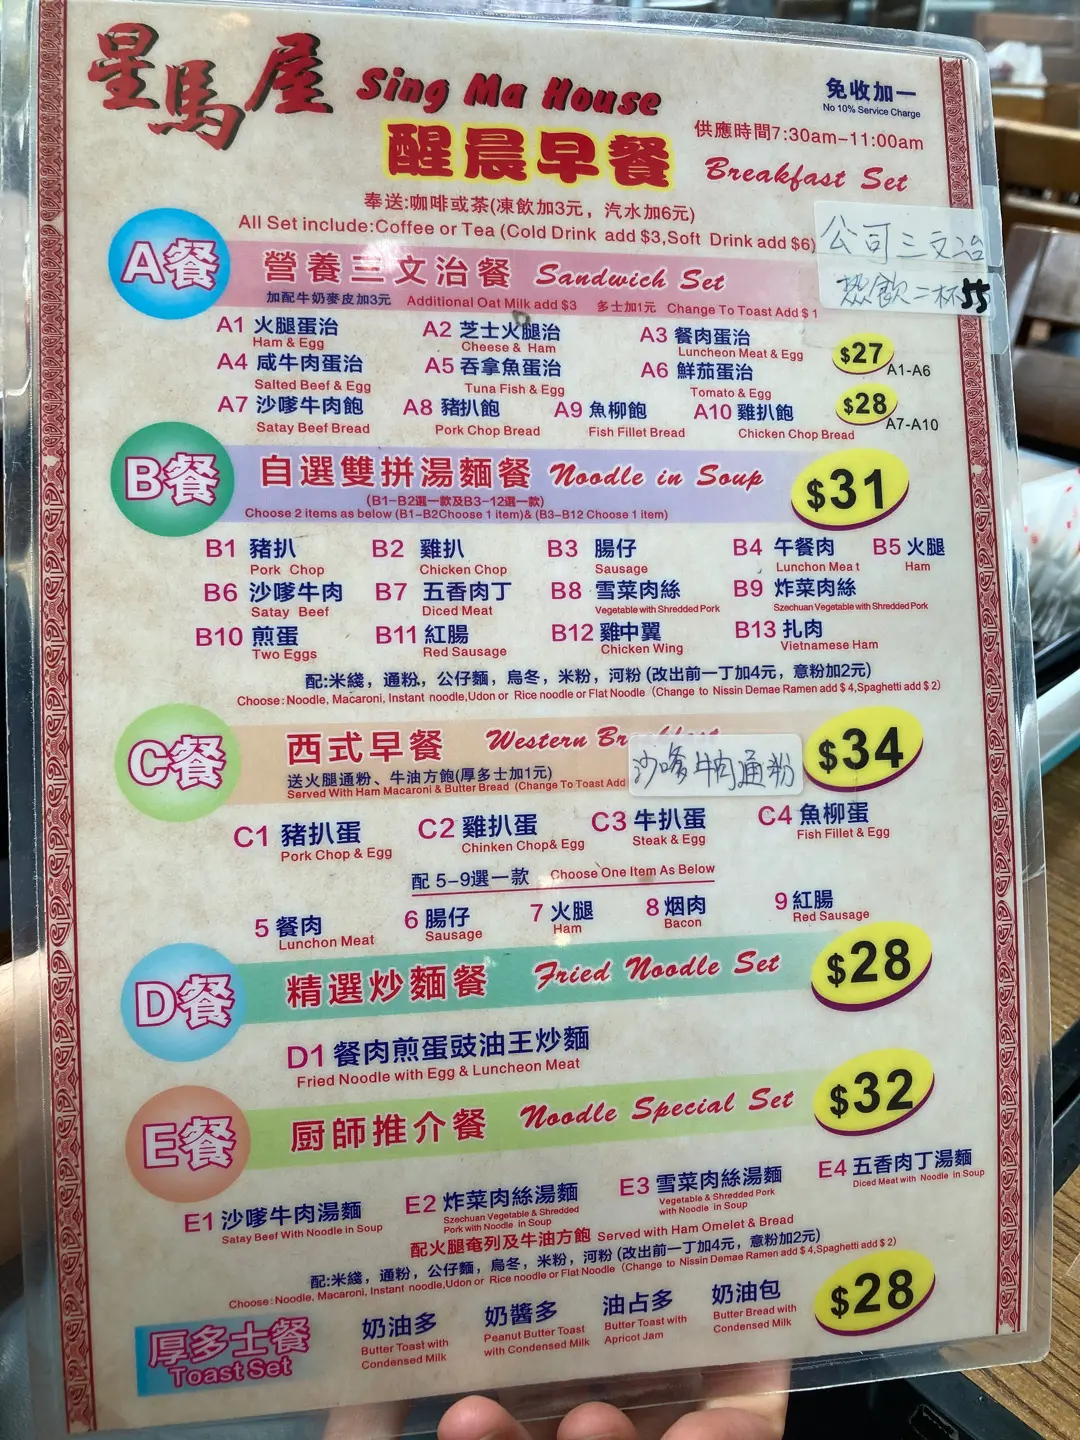 星馬屋 Sing Ma House
免收加一
No 10% Service Charge
醒晨早餐
供應時間7:30am-11:00am
Breakfast Set
奉送:咖啡或茶(凍飲加3元，汽水加6元)
All Set include:Coffee or Tea (Cold Drink add $3,Soft Drink add $6)
公司三文治
熱飲二杯55
A餐 營養三文治餐 Sandwich Set
加配牛奶麥皮加3元 Additional Oat Milk add $3 多士加1元 Change To Toast Add $1
A1 火腿蛋治 A2 芝士火腿治 A3 餐肉蛋治
Ham & Egg Cheese & Ham Luncheon Meat & Egg
$27 A1-A6
A4 咸牛肉蛋治 A5 吞拿魚蛋治 A6 鮮茄蛋治
Salted Beef & Egg Tuna Fish & Egg Tomato & Egg
A7 沙嗲牛肉飽 A8 豬扒飽 A9 魚柳飽 A10 雞扒飽
Satay Beef Bread Pork Chop Bread Fish Fillet Bread Chicken Chop Bread
$28 A7-A10
B餐 自選雙拼湯麵餐 Noodle in Soup $31
(B1-B2選一款及B3-12選一款)
Choose 2 items as below (B1-B2Choose 1 item)& (B3-B12 Choose 1 item)
B1 豬扒 B2 雞扒 B3 腸仔 B4 午餐肉 B5 火腿
Pork Chop Chicken Chop Sausage Lunchon Meat Ham
B6 沙嗲牛肉 B7 五香肉丁 B8 雪菜肉絲 B9 炸菜肉絲
Satay Beef Diced Meat Vegetable with Shredded Pork Szechuan Vegetable with Shredded Pork
B10 煎蛋 B11 紅腸 B12 雞中翼 B13 扎肉
Two Eggs Red Sausage Chicken Wing Vietnamese Ham
配:米綫，通粉，公仔麵，烏冬，米粉，河粉 (改出前一丁加4元，意粉加2元)
Choose: Noodle, Macaroni, Instant noodle,Udon or Rice noodle or Flat Noodle (Change to Nissin Demae Ramen add $4,Spaghetti add $2)
C餐 西式早餐 Western Br $34
送火腿通粉、牛油方飽(厚多士加1元)
Served With Ham Macaroni & Butter Bread (Change To Toast Add
沙嗲牛肉通粉
C1 豬扒蛋 C2 雞扒蛋 C3 牛扒蛋 C4 魚柳蛋
Pork Chop & Egg Chinken Chop& Egg Steak & Egg Fish Fillet & Egg
配 5-9選一款 Choose One Item As Below
5 餐肉 6 腸仔 7 火腿 8 烟肉 9 紅腸
Lunchon Meat Sausage Ham Bacon Red Sausage
D餐 精選炒麵餐 Fried Noodle Set $28
D1 餐肉煎蛋豉油王炒麵
Fried Noodle with Egg & Luncheon Meat
E餐 厨師推介餐 Noodle Special Set $32
E1 沙嗲牛肉湯麵 E2 炸菜肉絲湯麵 E3 雪菜肉絲湯麵 E4 五香肉丁湯麵
Satay Beef With Noodle in Soup Szechuan Vegetable & Shredded Pork with Noodle in Soup Vegetable & Shredded Pork with Noodle in Soup Diced Meat with Noodle in Soup
配火腿奄列及牛油方飽 Served with Ham Omelet & Bread
配:米綫，通粉，公仔麵，烏冬，米粉，河粉 (改出前一丁加4元，意粉加2元)
Choose: Noodle, Macaroni, Instant noodle,Udon or Rice noodle or Flat Noodle (Change to Nissin Demae Ramen add $4,Spaghetti add $2)
厚多士餐 奶油多 奶醬多 油占多 奶油包 $28
Toast Set Butter Toast with Condensed Milk Peanut Butter Toast with Condensed Milk Butter Toast with Apricot Jam Butter Bread with Condensed Milk